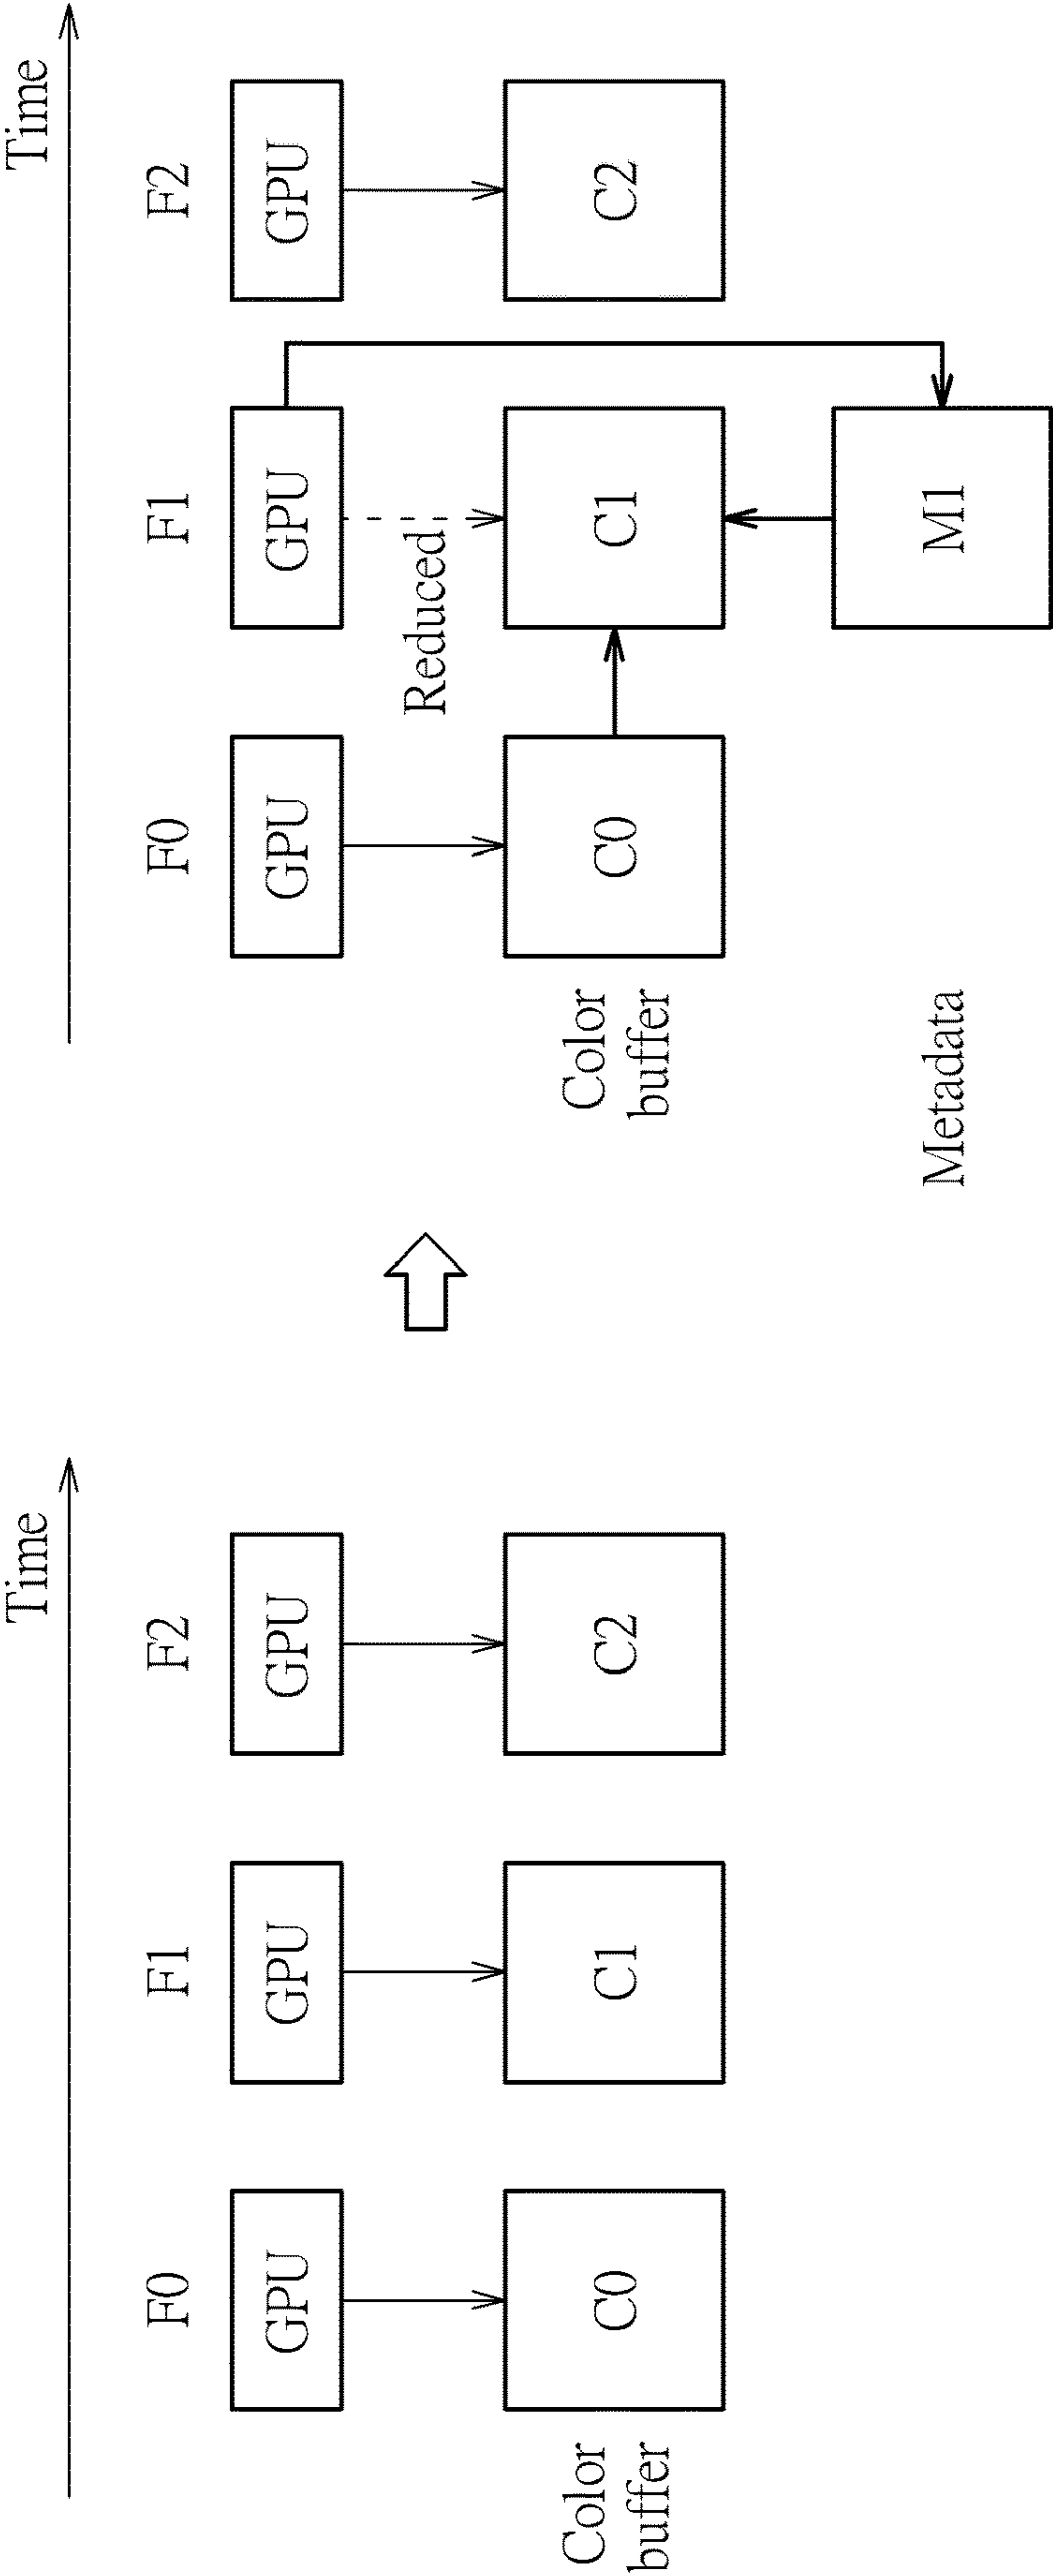 Time
F0
F1
F2
GPU
GPU
GPU
Color
buffer
C0
C1
C2
Time
F0
F1
F2
GPU
GPU
GPU
Reduced
Color
buffer
C0
C1
C2
Metadata
M1